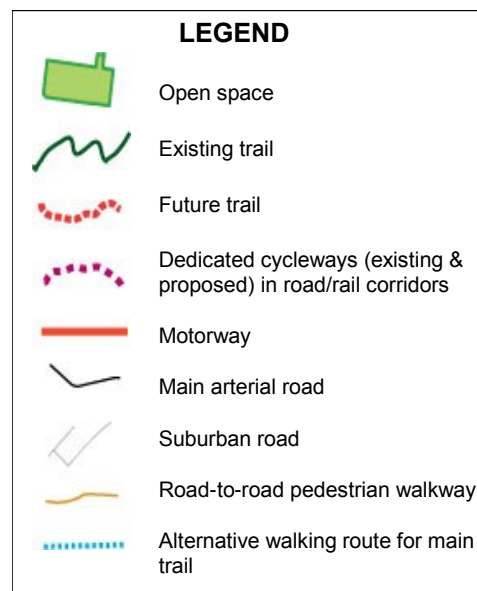 LEGEND
Open space
Existing trail
Future trail
Dedicated cycleways (existing &
proposed) in road/rail corridors
Motorway
Main arterial road
Suburban road
Road-to-road pedestrian walkway
Alternative walking route for main
trail